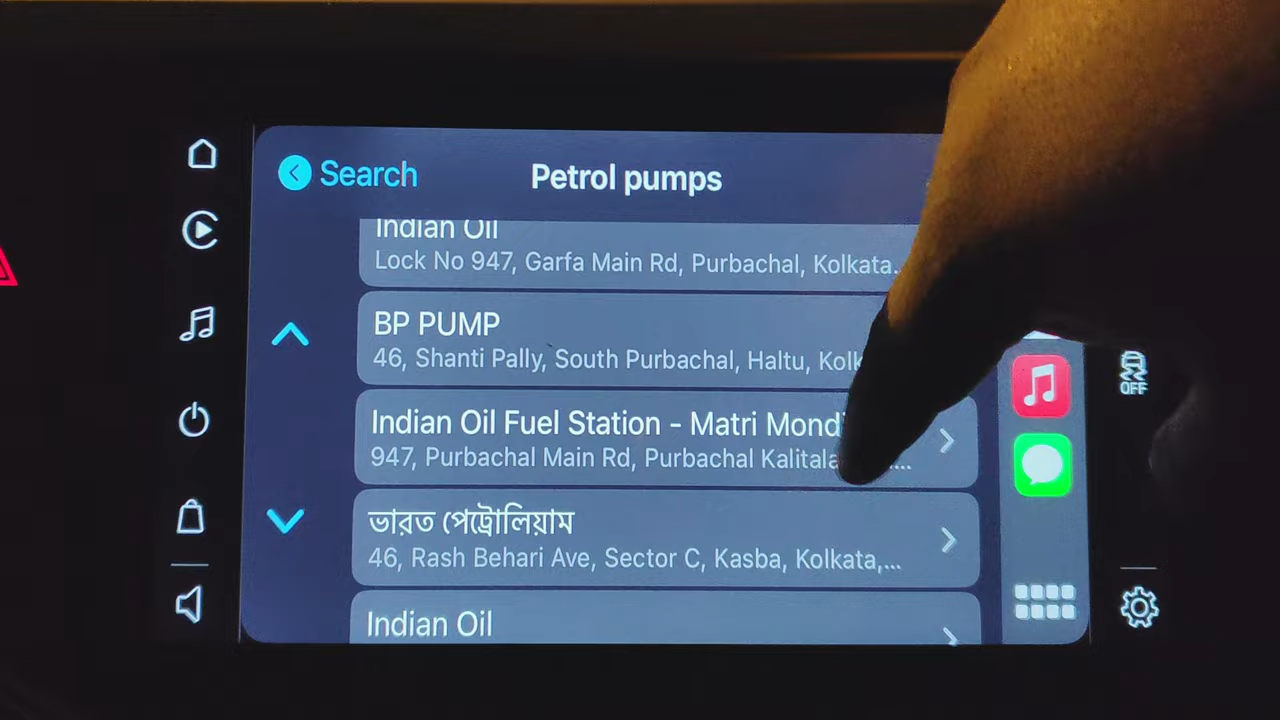 Search
Petrol pumps
Indian Oil
Lock No 947, Garfa Main Rd, Purbachal, Kolkata...
BP PUMP
46, Shanti Pally, South Purbachal, Haltu, Kolk
Indian Oil Fuel Station - Matri Mondi
947, Purbachal Main Rd, Purbachal Kalitala
ভারত পেট্রোলিয়াম
46, Rash Behari Ave, Sector C, Kasba, Kolkata,...
Indian Oil
OFF